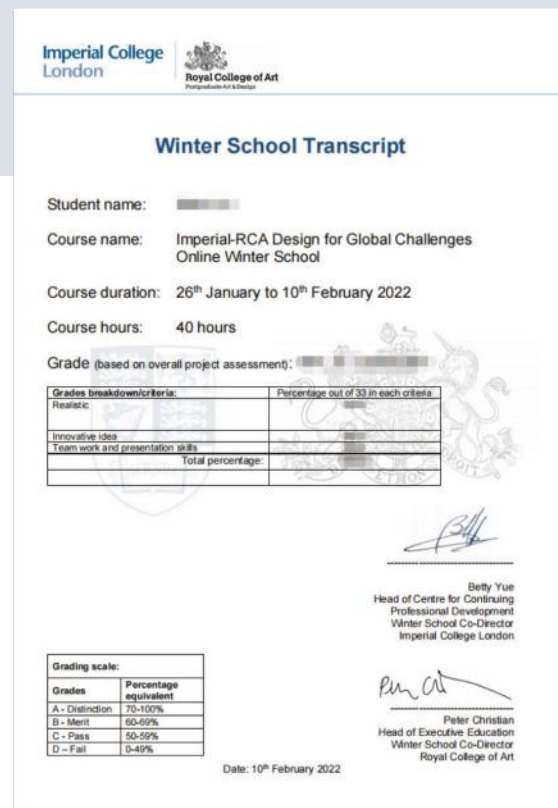 Imperial College
London
Royal College of Art
Postgraduate Art & Design
Winter School Transcript
Student name:
Course name: Imperial-RCA Design for Global Challenges
Online Winter School
Course duration: 26th January to 10th February 2022
Course hours: 40 hours
Grade (based on overall project assessment):
Grades breakdown/criteria: Percentage out of 33 in each criteria
Realistic
Innovative idea
Team work and presentation skills
Total percentage:
Betty Yue
Head of Centre for Continuing
Professional Development
Winter School Co-Director
Imperial College London
Grading scale:
Grades Percentage
equivalent
A - Distinction 70-100%
B - Merit 60-69%
C - Pass 50-59%
D – Fail 0-49%
Peter Christian
Head of Executive Education
Winter School Co-Director
Royal College of Art
Date: 10th February 2022